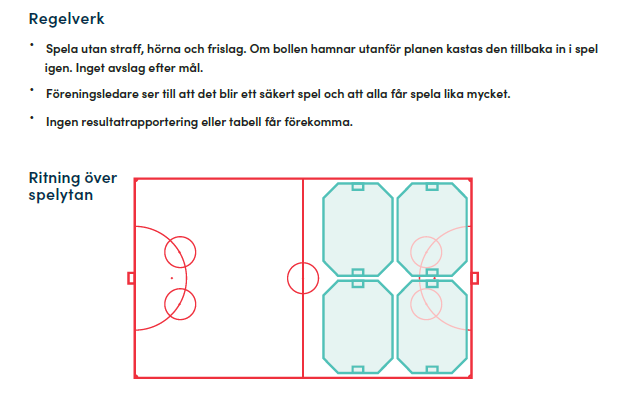 Regelverk
• Spela utan straff, hörna och frislag. Om bollen hamnar utanför planen kastas den tillbaka in i spel
igen. Inget avslag efter mål.
• Föreningsledare ser till att det blir ett säkert spel och att alla får spela lika mycket.
• Ingen resultatrapportering eller tabell får förekomma.
Ritning över
spelytan